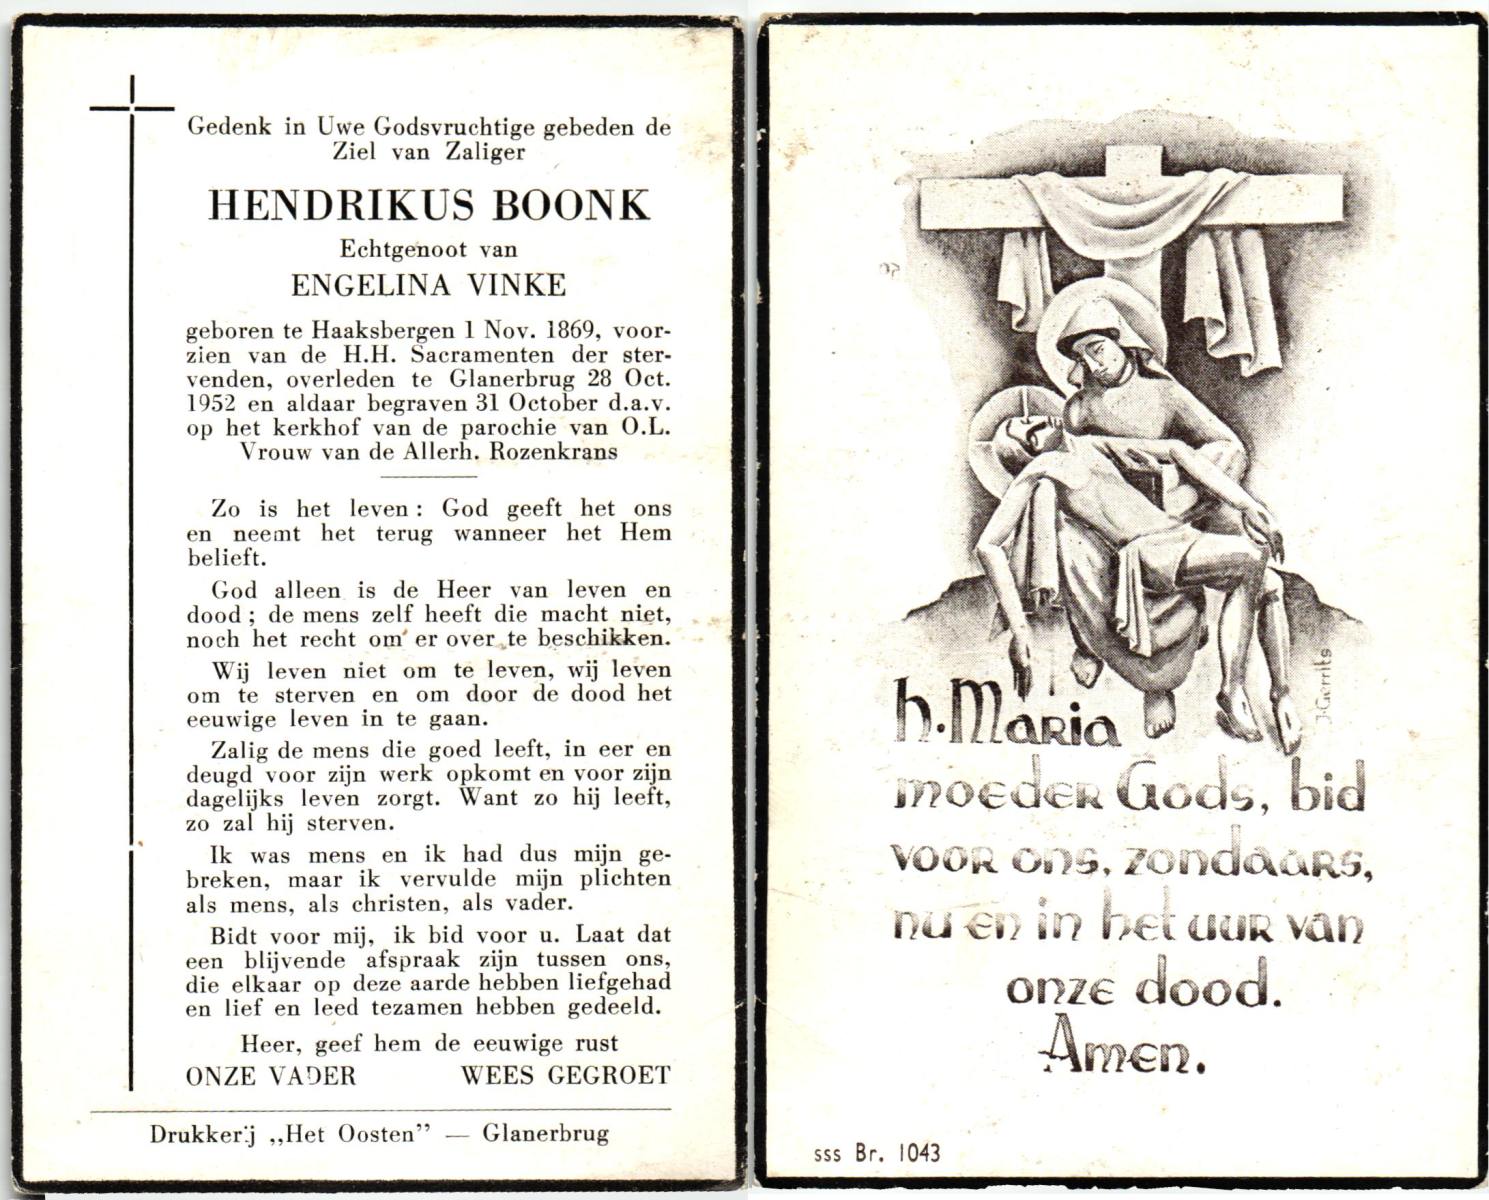 Gedenk in Uwe Godsvruchtige gebeden de
Ziel van Zaliger
HENDRIKUS BOONK
Echtgenoot van
ENGELINA VINKE
geboren te Haaksbergen 1 Nov. 1869, voor-
zien van de H.H. Sacramenten der ster-
venden, overleden te Glanerbrug 28 Oct.
1952 en aldaar begraven 31 October d.a.v.
op het kerkhof van de parochie van O.L.
Vrouw van de Allerh. Rozenkrans
Zo is het leven : God geeft het ons
en neemt het terug wanneer het Hem
belieft.
God alleen is de Heer van leven en
dood ; de mens zelf heeft die macht niet,
noch het recht om er over te beschikken.
Wij leven niet om te leven, wij leven
om te sterven en om door de dood het
eeuwige leven in te gaan.
Zalig de mens die goed leeft, in eer en
deugd voor zijn werk opkomt en voor zijn
dagelijks leven zorgt. Want zo hij leeft,
zo zal hij sterven.
Ik was mens en ik had dus mijn ge-
breken, maar ik vervulde mijn plichten
als mens, als christen, als vader.
Bidt voor mij, ik bid voor u. Laat dat
een blijvende afspraak zijn tussen ons,
die elkaar op deze aarde hebben liefgehad
en lief en leed tezamen hebben gedeeld.
Heer, geef hem de eeuwige rust
ONZE VADER WEES GEGROET
Drukkerij „Het Oosten” — Glanerbrug
J. Gerrits
h. Maria
moeder Gods, bid
voor ons, zondaars,
nu en in het uur van
onze dood.
Amen.
sss Br. 1043